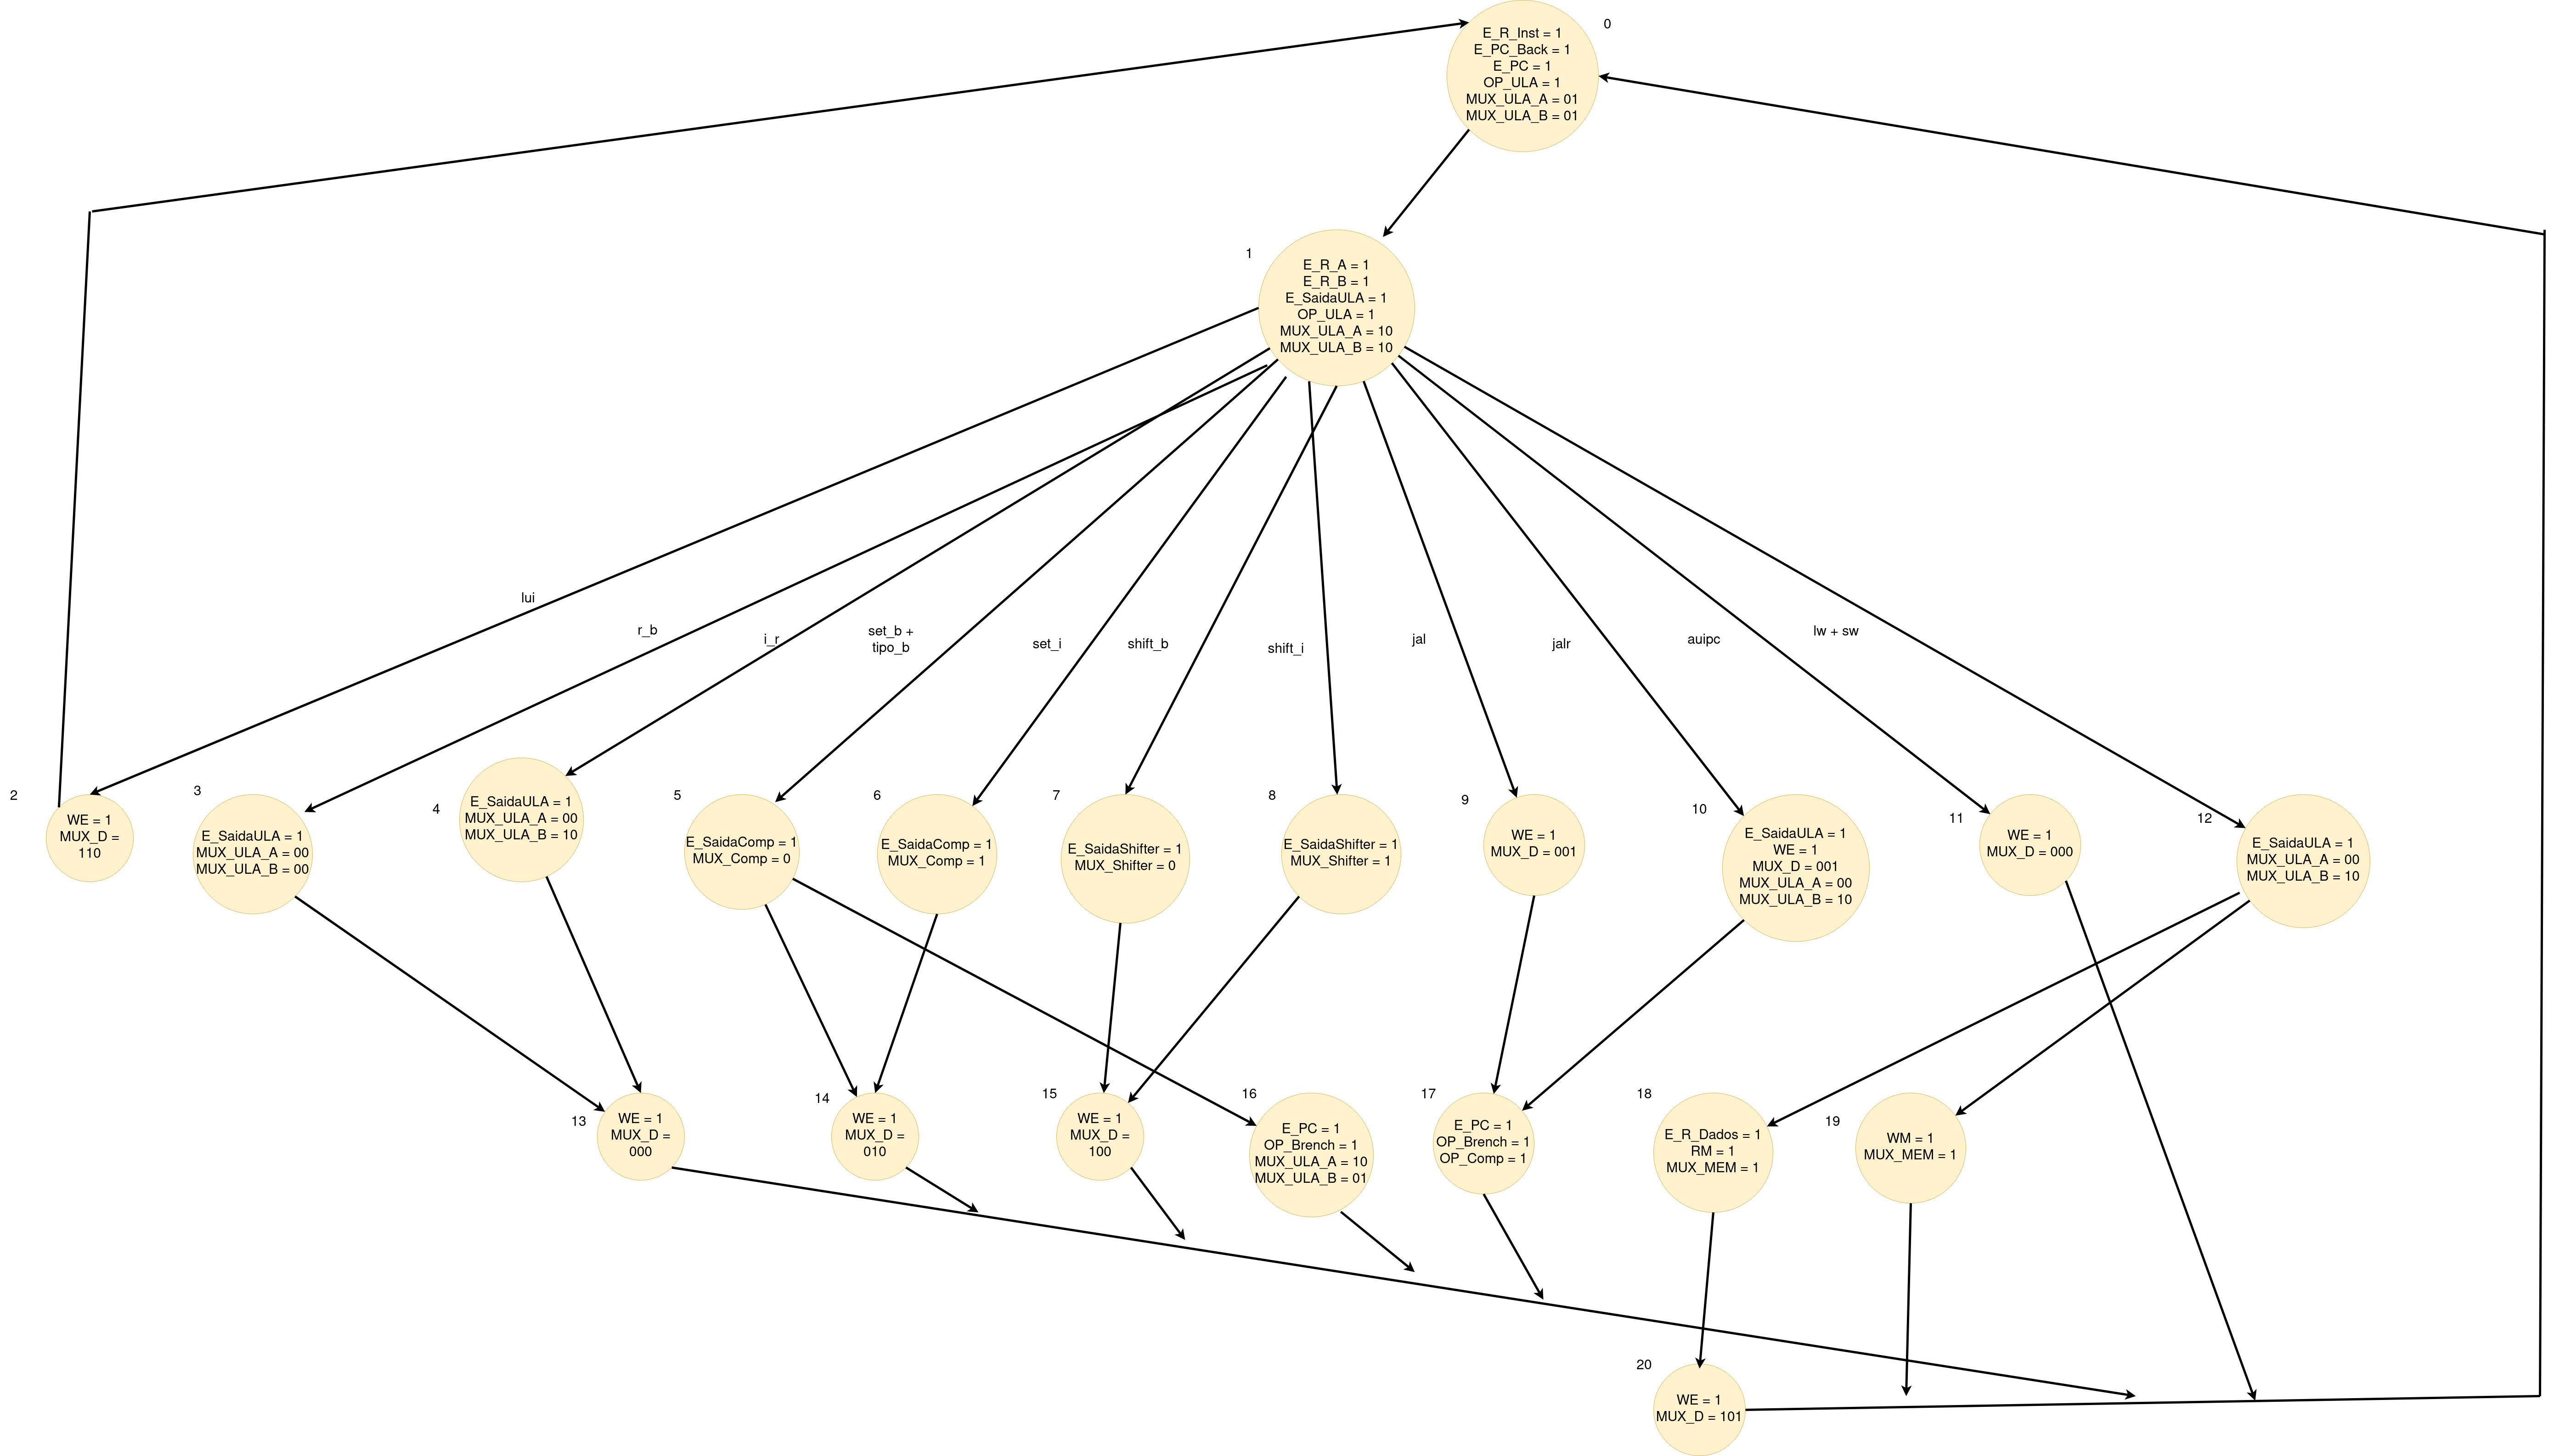 0
E_R_Inst = 1
E_PC_Back = 1
E_PC = 1
OP_ULA = 1
MUX_ULA_A = 01
MUX_ULA_B = 01
1
E_R_A = 1
E_R_B = 1
E_SaidaULA = 1
OP_ULA = 1
MUX_ULA_A = 10
MUX_ULA_B = 10
lui
r_b
i_r
set_b +
tipo_b
set_i
shift_b
shift_i
jal
jalr
auipc
lw + sw
2
WE = 1
MUX_D =
110
3
E_SaidaULA = 1
MUX_ULA_A = 00
MUX_ULA_B = 00
4
E_SaidaULA = 1
MUX_ULA_A = 00
MUX_ULA_B = 10
5
E_SaidaComp = 1
MUX_Comp = 0
6
E_SaidaComp = 1
MUX_Comp = 1
7
E_SaidaShifter = 1
MUX_Shifter = 0
8
E_SaidaShifter = 1
MUX_Shifter = 1
9
WE = 1
MUX_D = 001
10
E_SaidaULA = 1
WE = 1
MUX_D = 001
MUX_ULA_A = 00
MUX_ULA_B = 10
11
WE = 1
MUX_D = 000
12
E_SaidaULA = 1
MUX_ULA_A = 00
MUX_ULA_B = 10
13
WE = 1
MUX_D =
000
14
WE = 1
MUX_D =
010
15
WE = 1
MUX_D =
100
16
E_PC = 1
OP_Brench = 1
MUX_ULA_A = 10
MUX_ULA_B = 01
17
E_PC = 1
OP_Brench = 1
OP_Comp = 1
18
E_R_Dados = 1
RM = 1
MUX_MEM = 1
19
WM = 1
MUX_MEM = 1
20
WE = 1
MUX_D = 101